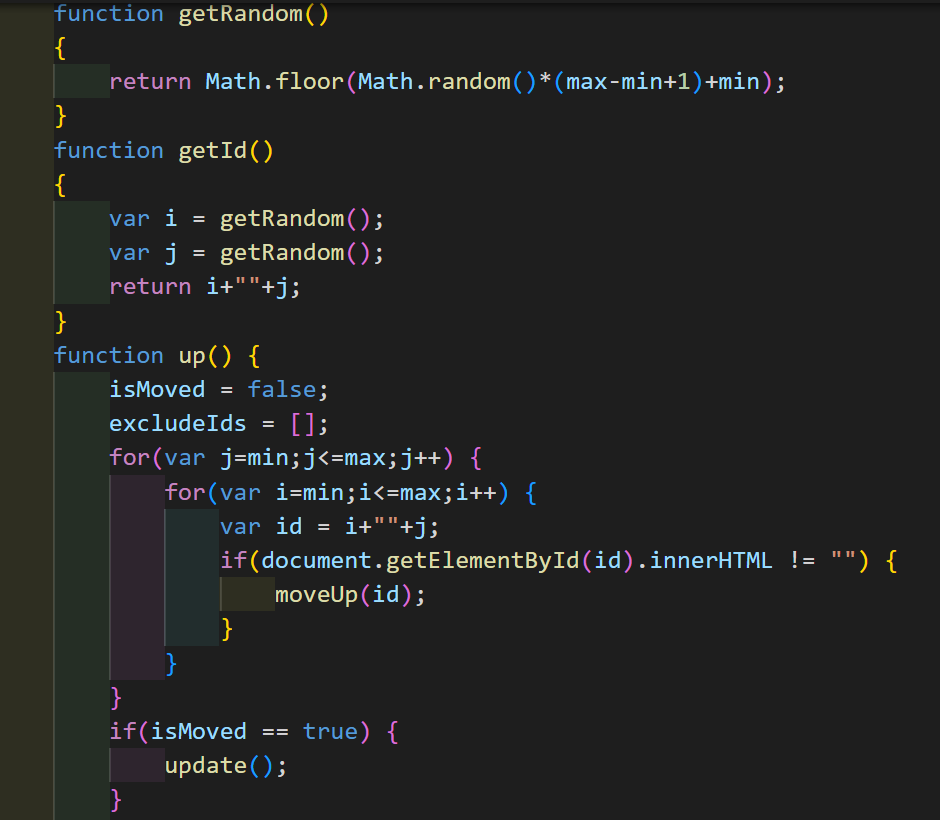 function getRandom()
{
    return Math.floor(Math.random()*(max-min+1)+min);
}
function getId()
{
    var i = getRandom();
    var j = getRandom();
    return i+""+j;
}
function up() {
    isMoved = false;
    excludeIds = [];
    for(var j=min;j<=max;j++) {
        for(var i=min;i<=max;i++) {
            var id = i+""+j;
            if(document.getElementById(id).innerHTML != "") {
                moveUp(id);
            }
        }
    }
    if(isMoved == true) {
        update();
    }